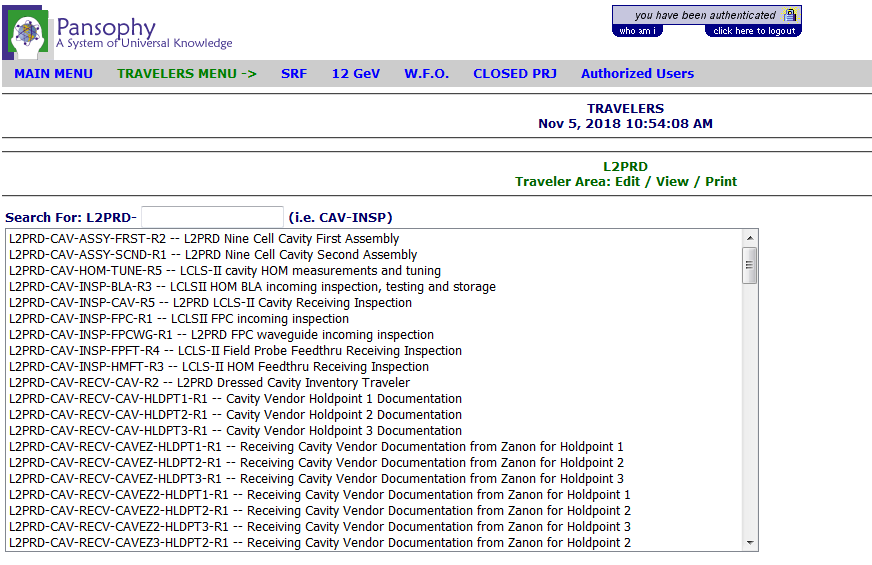 Pansophy
A System of Universal Knowledge
you have been authenticated
who am i
click here to logout
MAIN MENU TRAVELERS MENU -> SRF 12 GeV W.F.O. CLOSED PRJ Authorized Users
TRAVELERS
Nov 5, 2018 10:54:08 AM
L2PRD
Traveler Area: Edit / View / Print
Search For: L2PRD- (i.e. CAV-INSP)
L2PRD-CAV-ASSY-FRST-R2 -- L2PRD Nine Cell Cavity First Assembly
L2PRD-CAV-ASSY-SCND-R1 -- L2PRD Nine Cell Cavity Second Assembly
L2PRD-CAV-HOM-TUNE-R5 -- LCLS-II cavity HOM measurements and tuning
L2PRD-CAV-INSP-BLA-R3 -- LCLSII HOM BLA incoming inspection, testing and storage
L2PRD-CAV-INSP-CAV-R5 -- L2PRD LCLS-II Cavity Receiving Inspection
L2PRD-CAV-INSP-FPC-R1 -- LCLSII FPC incoming inspection
L2PRD-CAV-INSP-FPCWG-R1 -- L2PRD FPC waveguide incoming inspection
L2PRD-CAV-INSP-FPFT-R4 -- LCLS-II Field Probe Feedthru Receiving Inspection
L2PRD-CAV-INSP-HMFT-R3 -- LCLS-II HOM Feedthru Receiving Inspection
L2PRD-CAV-RECV-CAV-R2 -- L2PRD Dressed Cavity Inventory Traveler
L2PRD-CAV-RECV-CAV-HLDPT1-R1 -- Cavity Vendor Holdpoint 1 Documentation
L2PRD-CAV-RECV-CAV-HLDPT2-R1 -- Cavity Vendor Holdpoint 2 Documentation
L2PRD-CAV-RECV-CAV-HLDPT3-R1 -- Cavity Vendor Holdpoint 3 Documentation
L2PRD-CAV-RECV-CAVEZ-HLDPT1-R1 -- Receiving Cavity Vendor Documentation from Zanon for Holdpoint 1
L2PRD-CAV-RECV-CAVEZ-HLDPT2-R1 -- Receiving Cavity Vendor Documentation from Zanon for Holdpoint 2
L2PRD-CAV-RECV-CAVEZ-HLDPT3-R1 -- Receiving Cavity Vendor Documentation from Zanon for Holdpoint 3
L2PRD-CAV-RECV-CAVEZ2-HLDPT1-R1 -- Receiving Cavity Vendor Documentation from Zanon for Holdpoint 1
L2PRD-CAV-RECV-CAVEZ2-HLDPT2-R1 -- Receiving Cavity Vendor Documentation from Zanon for Holdpoint 2
L2PRD-CAV-RECV-CAVEZ2-HLDPT3-R1 -- Receiving Cavity Vendor Documentation from Zanon for Holdpoint 3
L2PRD-CAV-RECV-CAVEZ3-HLDPT2-R1 -- Receiving Cavity Vendor Documentation from Zanon for Holdpoint 2